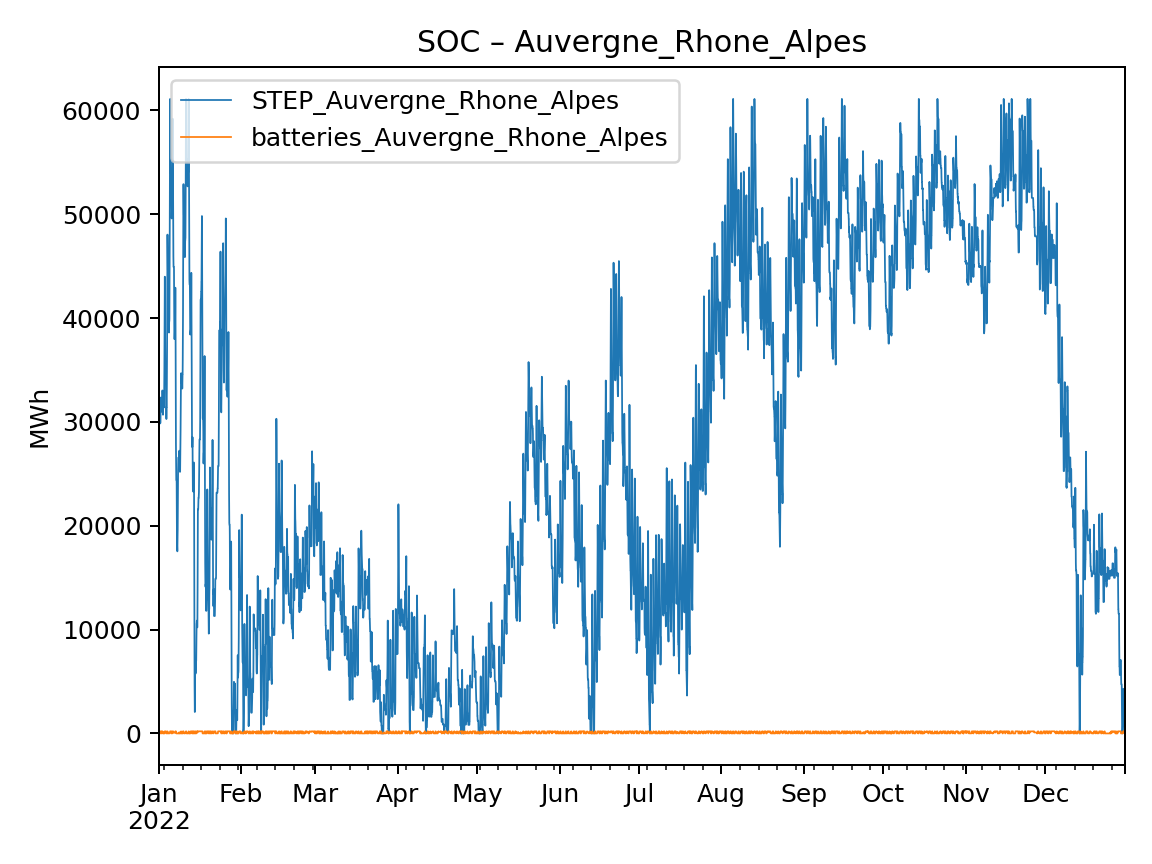 SOC – Auvergne_Rhone_Alpes
STEP_Auvergne_Rhone_Alpes
batteries_Auvergne_Rhone_Alpes
MWh
60000
50000
40000
30000
20000
10000
0
Jan Feb Mar Apr May Jun Jul Aug Sep Oct Nov Dec
2022